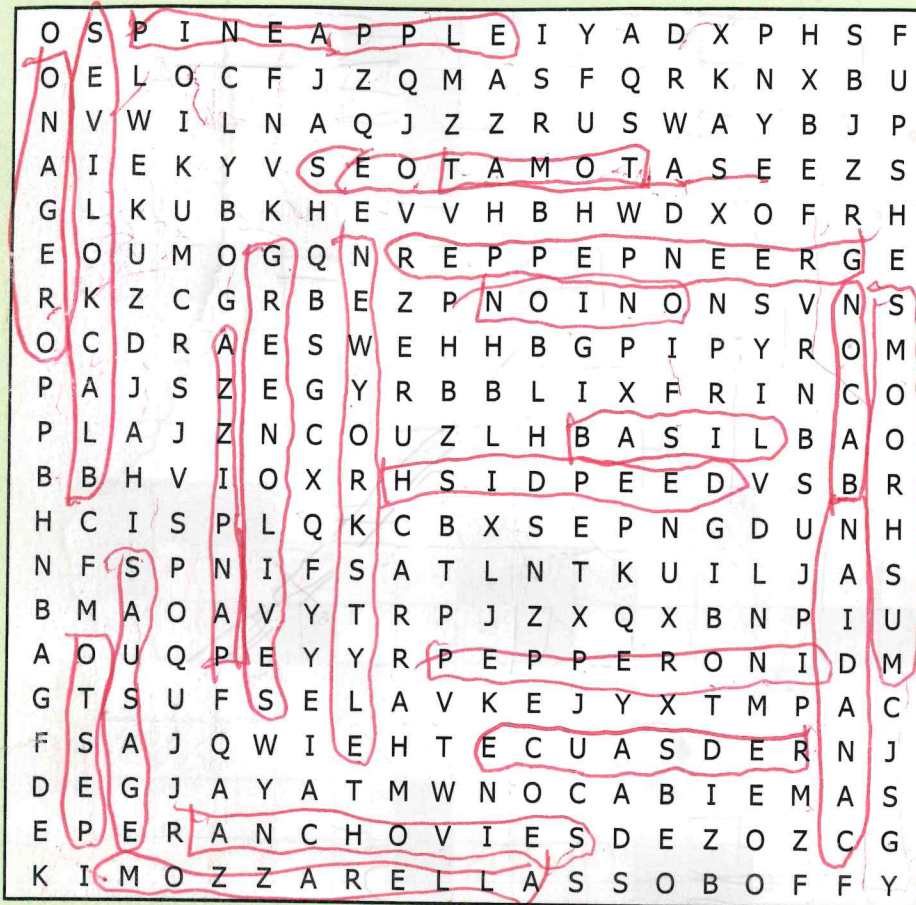 O S P I N E A P P L E I Y A D X P H S F
O E L O C F J Z Q M A S F Q R K N X B U
N V W I L N A Q J Z Z R U S W A Y B J P
A I E K Y V S E O T A M O T A S E E Z S
G L K U B K H E V V H B H W D X O F R H
E O U M O G Q N R E P P E P N E E R G E
R K Z C G R B E Z P N O I N O N S V N S
O C D R A E S W E H H B G P I P Y R O M
P A J S Z E G Y R B B L I X F R I N C O
P L A J Z N C O U Z L H B A S I L B A O
B B H V I O X R H S I D P E E D V S B R
H C I S P L Q K C B X S E P N G D U N H
N F S P N I F S A T L N T K U I L J A S
B M A O A V Y T R P J Z X Q X B N P I U
A O U Q P E Y Y R P E P P E R O N I D M
G T S U F S E L A V K E J Y X T M P A C
F S A J Q W I E H T E C U A S D E R N J
D E G J A Y A T M W N O C A B I E M A S
E P E R A N C H O V I E S D E Z O Z C G
K I M O Z Z A R E L L A S S O B O F F Y